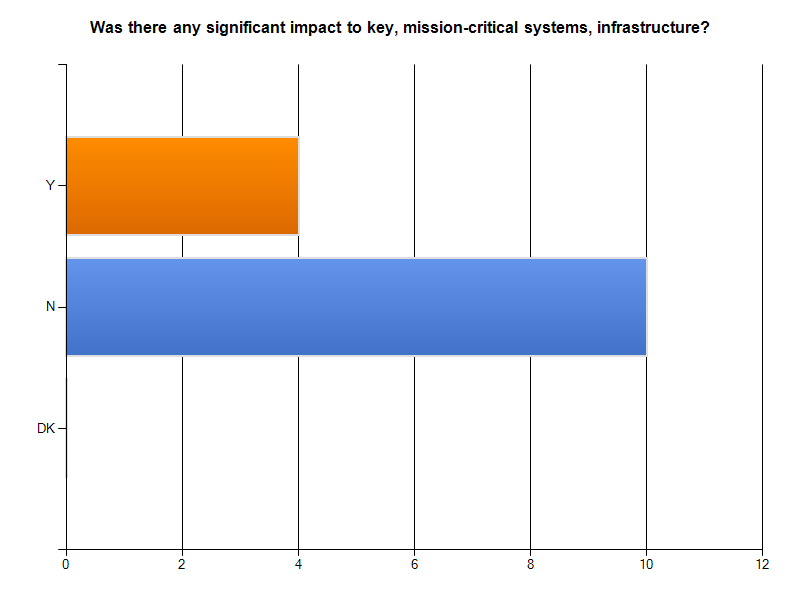 Was there any significant impact to key, mission-critical systems, infrastructure?
Y
N
DK
0 2 4 6 8 10 12